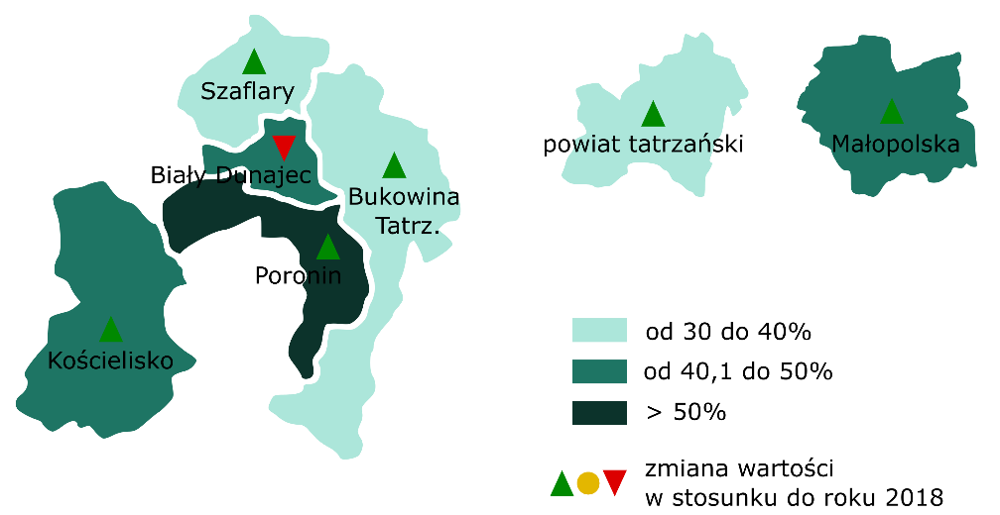 Szaflary
Biały Dunajec
Bukowina
Tatrz.
Poronin
Kościelisko
powiat tatrzański
Małopolska
od 30 do 40%
od 40,1 do 50%
> 50%
zmiana wartości
w stosunku do roku 2018